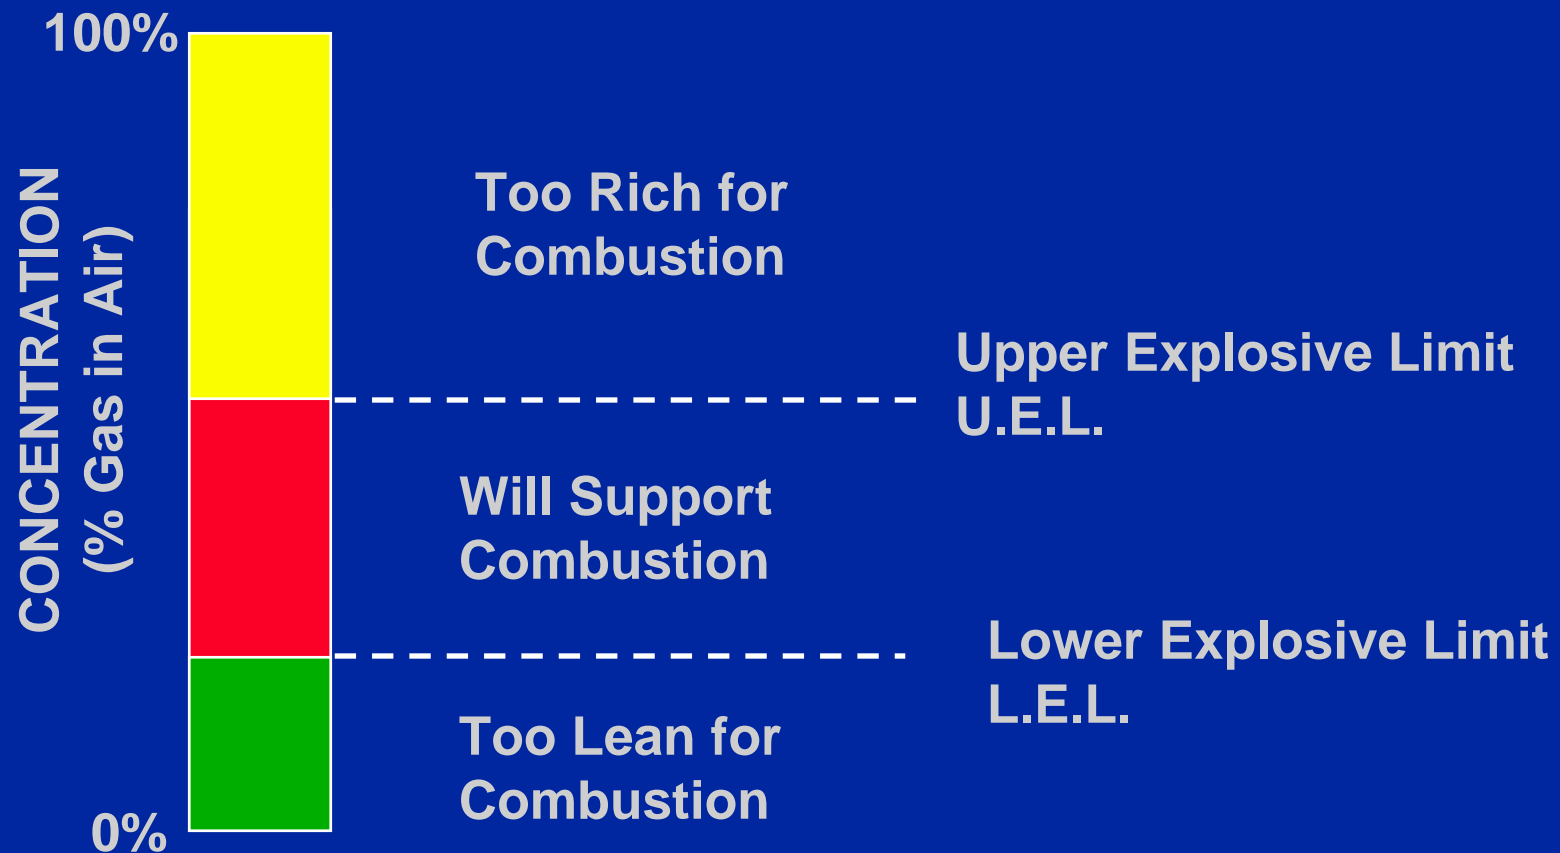 100%
CONCENTRATION
(% Gas in Air)
Too Rich for
Combustion
Upper Explosive Limit
U.E.L.
Will Support
Combustion
Lower Explosive Limit
L.E.L.
Too Lean for
Combustion
0%